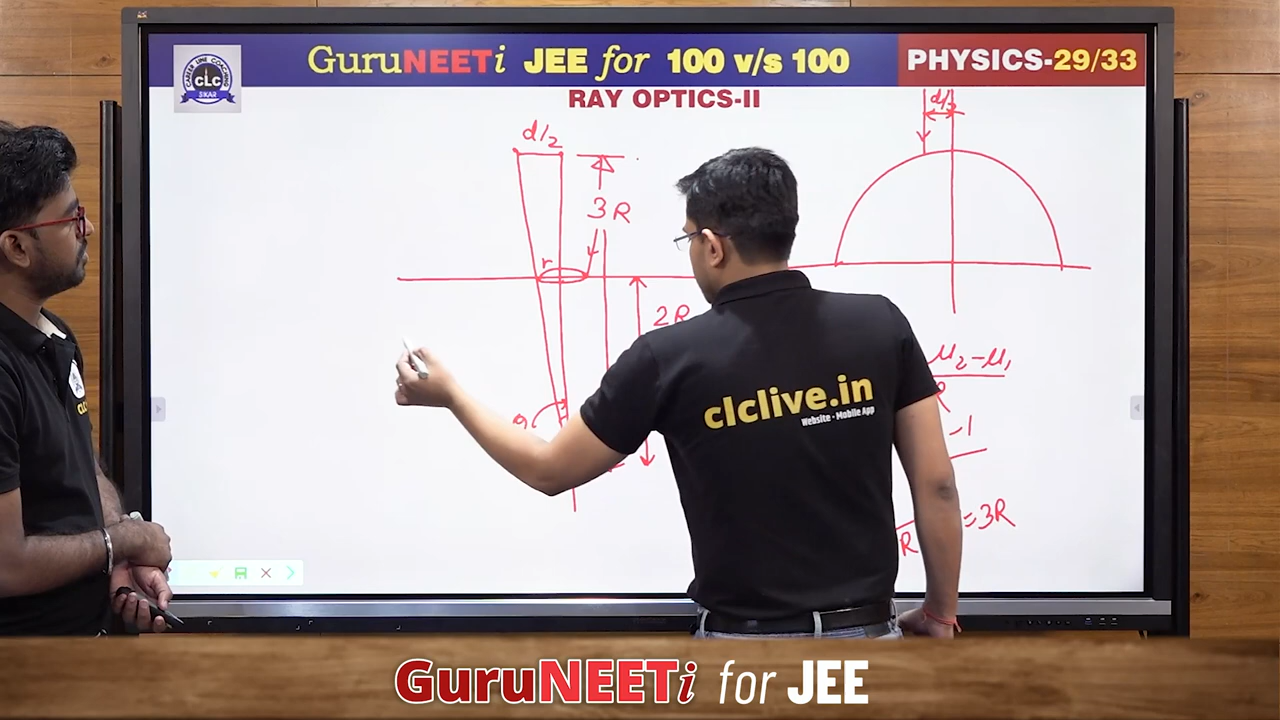 GuruNEETi JEE for 100 v/s 100
PHYSICS-29/33
CLC
SIKAR
RAY OPTICS-II
d/2
d/2
3R
r
2R
μ₂-μ₁
R
-1
=3R
R
clclive.in
Website - Mobile App
GuruNEETi for JEE